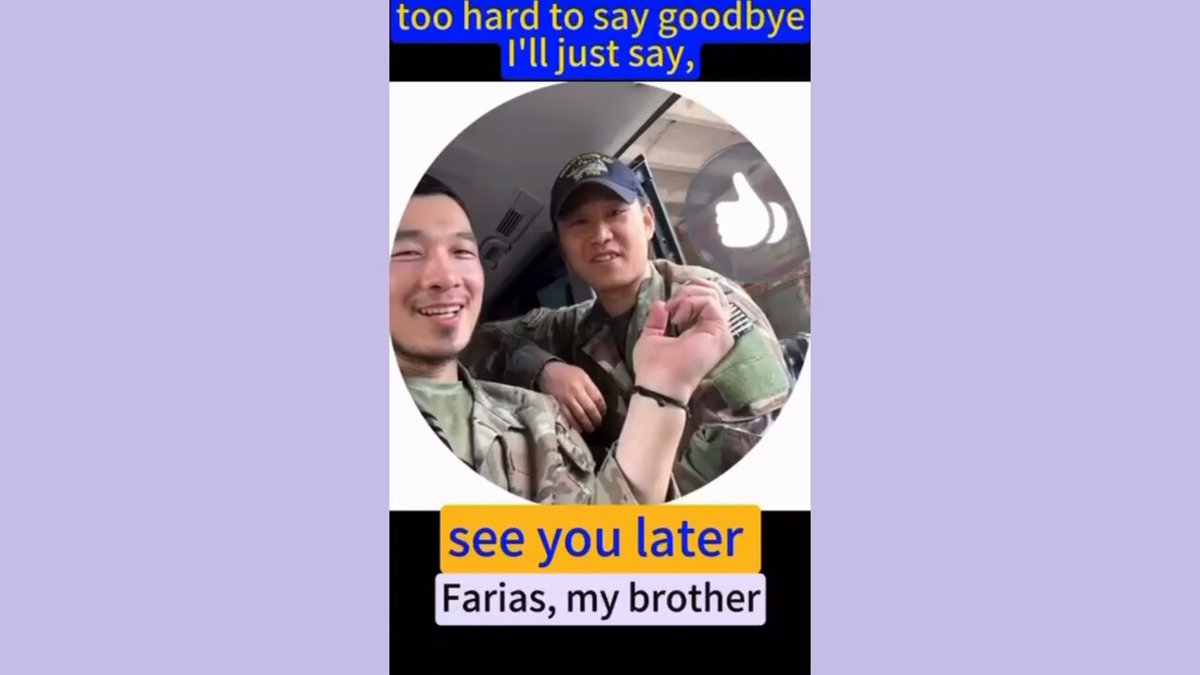 too hard to say goodbye
I'll just say,
see you later
Farias, my brother